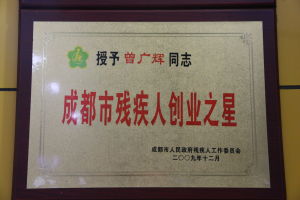 授予曾广辉同志
成都市残疾人创业之星
成都市人民政府残疾人工作委员会
二〇〇九年十二月